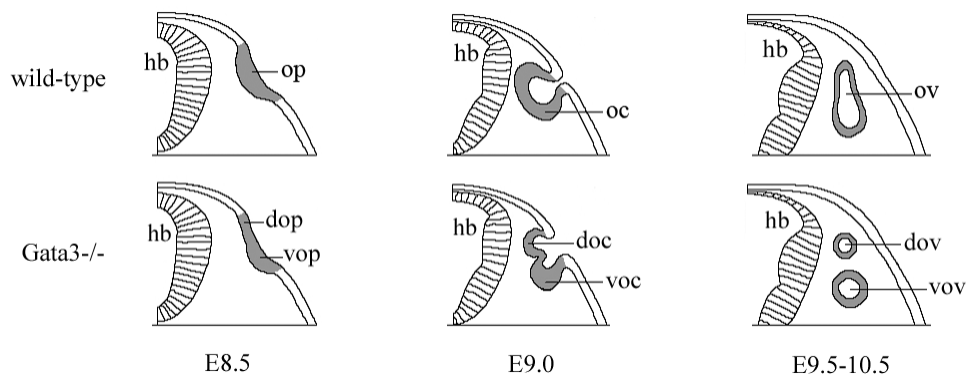 wild-type
hb
op
hb
oc
hb
ov
Gata3-/-
hb
dop
vop
hb
doc
voc
hb
dov
vov
E8.5
E9.0
E9.5-10.5